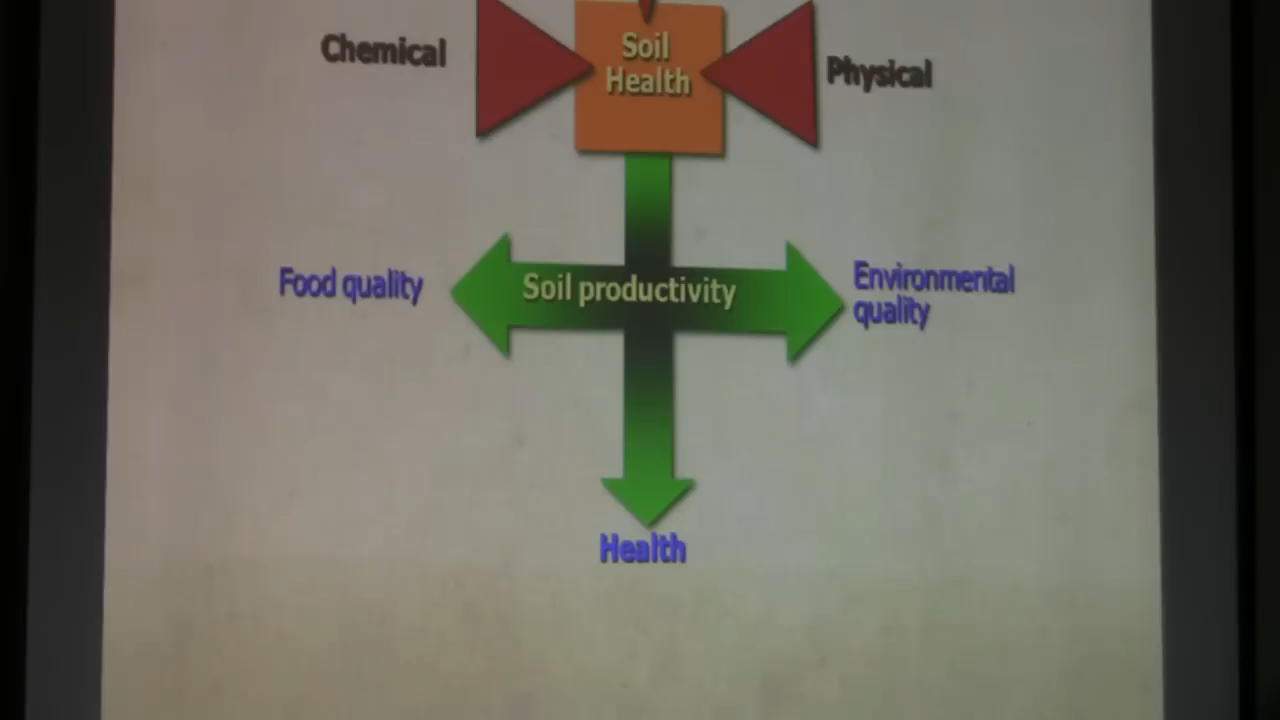 Chemical
Soil
Health
Physical
Food quality
Soil productivity
Environmental
quality
Health